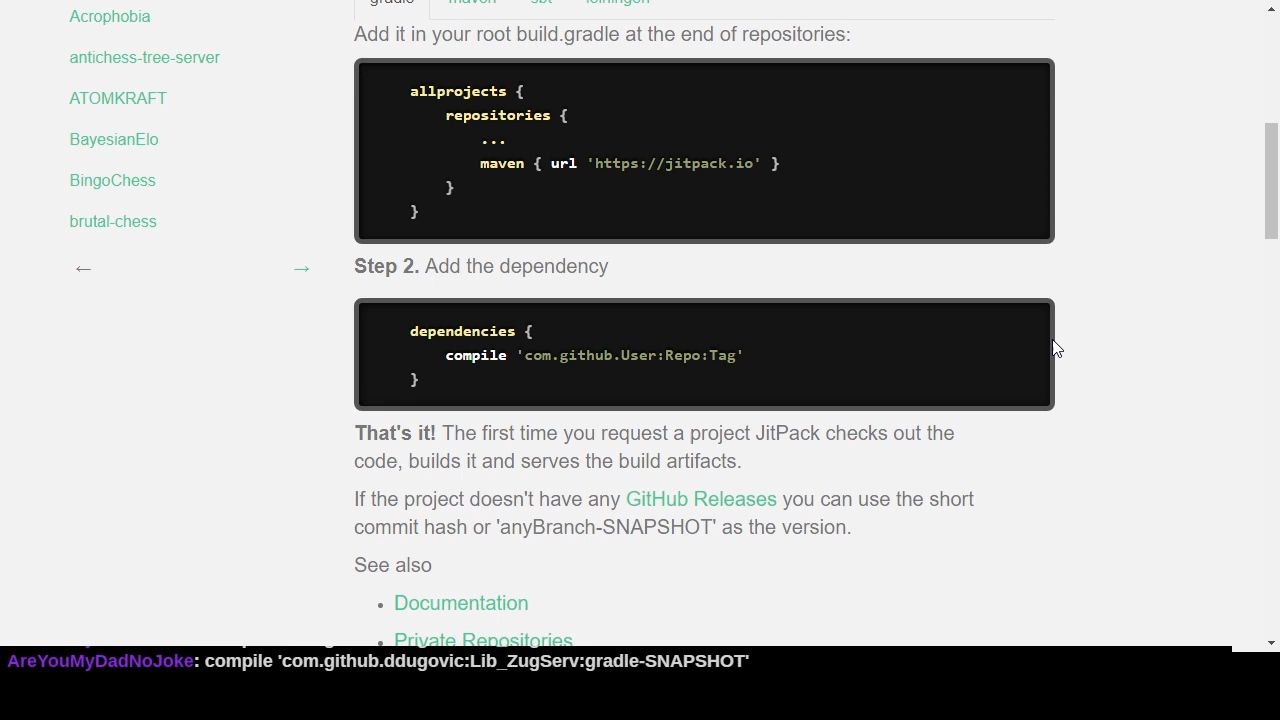 gradle maven sbt leiningen
Acrophobia
antichess-tree-server
ATOMKRAFT
BayesianElo
BingoChess
brutal-chess
← →
Add it in your root build.gradle at the end of repositories:
allprojects {
repositories {
...
maven { url 'https://jitpack.io' }
}
}
Step 2. Add the dependency
dependencies {
compile 'com.github.User:Repo:Tag'
}
That's it! The first time you request a project JitPack checks out the
code, builds it and serves the build artifacts.
If the project doesn't have any GitHub Releases you can use the short
commit hash or 'anyBranch-SNAPSHOT' as the version.
See also
• Documentation
• Private Repositories
AreYouMyDadNoJoke: compile 'com.github.ddugovic:Lib_ZugServ:gradle-SNAPSHOT'